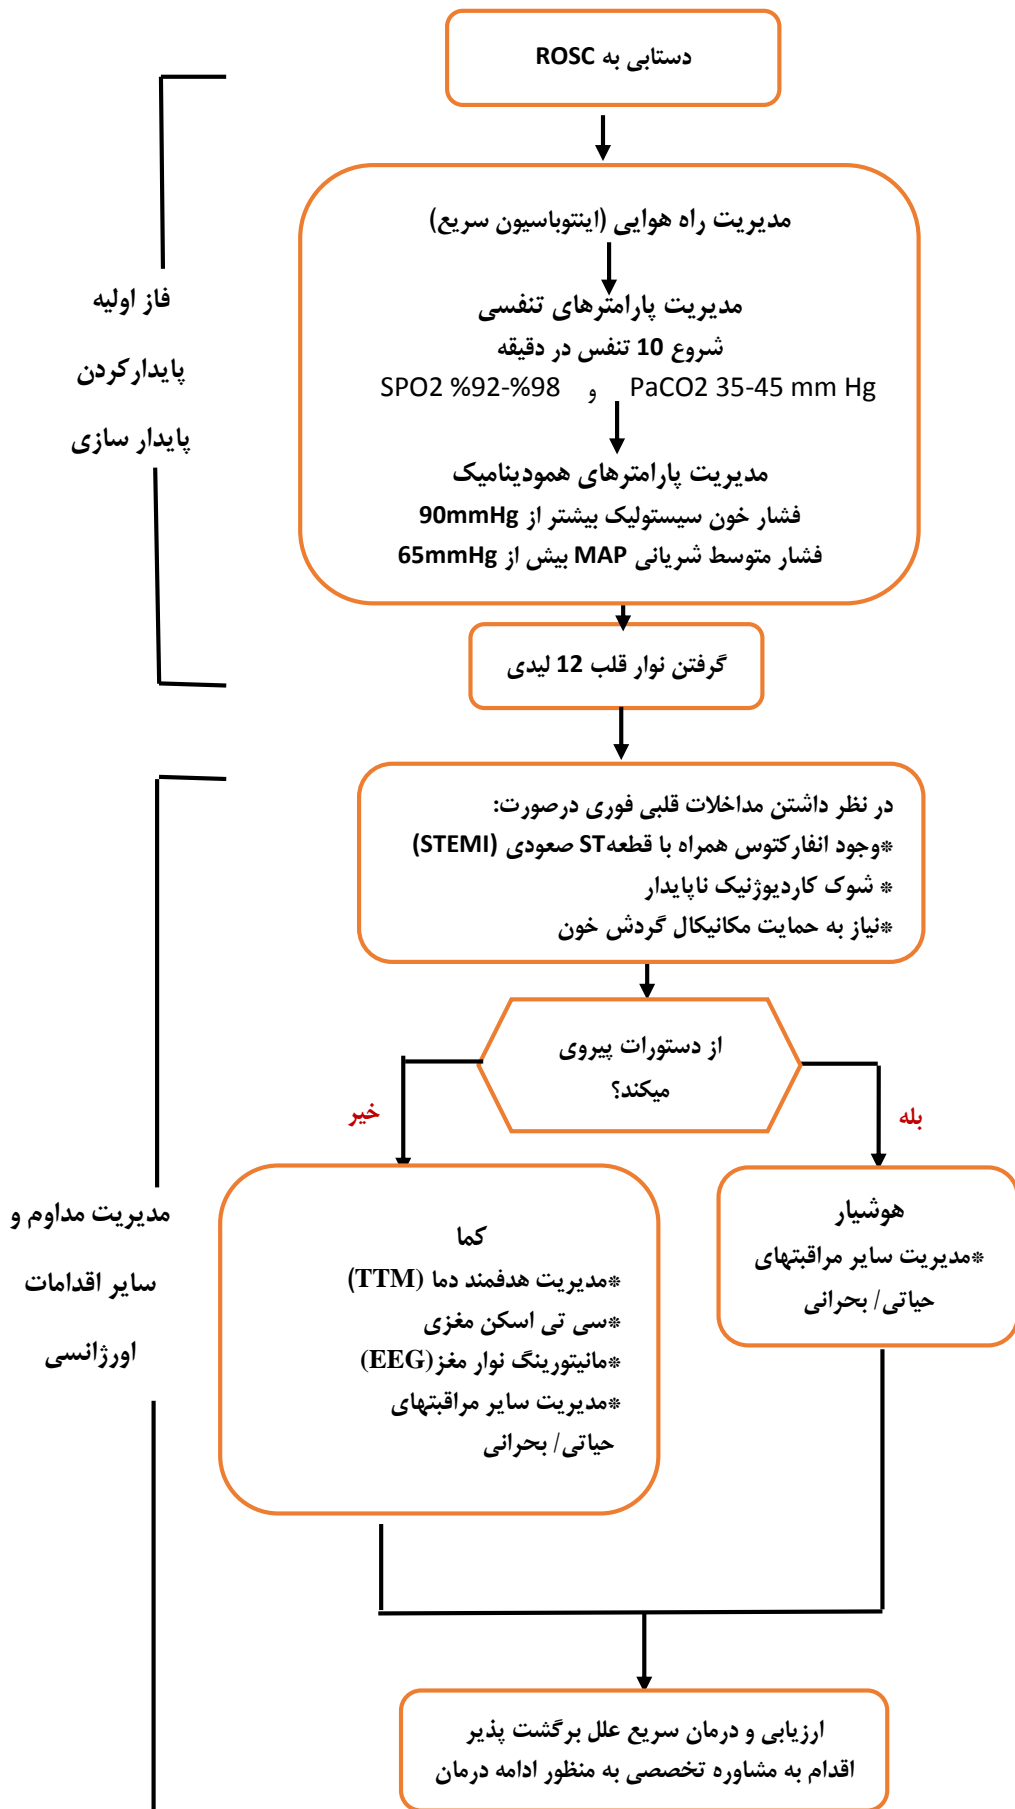 دستابی به ROSC
مدیریت راه هوایی (اینتوباسیون سریع)
مدیریت پارامترهای تنفسی
شروع 10 تنفس در دقیقه
SPO2 %92-%98 و PaCO2 35-45 mm Hg
مدیریت پارامترهای همودینامیک
فشار خون سیستولیک بیشتر از 90mmHg
فشار متوسط شریانی MAP بیش از 65mmHg
گرفتن نوار قلب 12 لیدی
فاز اولیه
پایدارکردن
پایدار سازی
در نظر داشتن مداخلات قلبی فوری درصورت:
*وجود انفارکتوس همراه با قطعهST صعودی (STEMI)
* شوک کاردیوژنیک ناپایدار
*نیاز به حمایت مکانیکال گردش خون
از دستورات پیروی
میکند؟
بله
خیر
هوشیار
*مدیریت سایر مراقبتهای
حیاتی/ بحرانی
کما
*مدیریت هدفمند دما (TTM)
*سی تی اسکن مغزی
*مانیتورینگ نوار مغز(EEG)
*مدیریت سایر مراقبتهای
حیاتی/ بحرانی
مدیریت مداوم و
سایر اقدامات
اورژانسی
ارزیابی و درمان سریع علل برگشت پذیر
اقدام به مشاوره تخصصی به منظور ادامه درمان